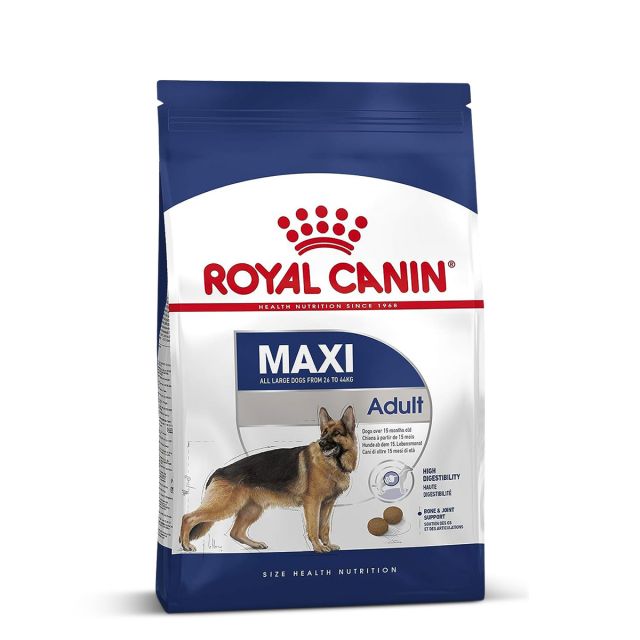 ROYAL CANIN®
HEALTH NUTRITION SINCE 1968
MAXI
ALL LARGE DOGS FROM 26 TO 44KG
Adult
Dogs over 15 months old
Chiens à partir de 15 mois
Hunde ab dem 15. Lebensmonat
Cani di oltre 15 mesi di età
HIGH
DIGESTIBILITY
HAUTE
DIGESTIBILITÉ
BONE & JOINT
SUPPORT
SOUTIEN DES OS
ET DES ARTICULATIONS
SIZE HEALTH NUTRITION